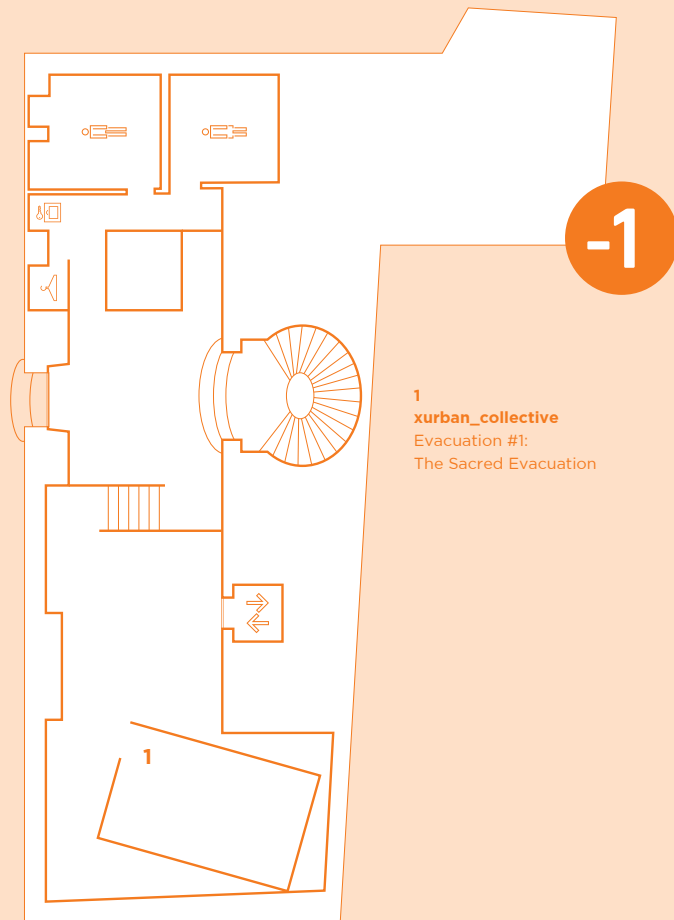 -1
1
xurban_collective
Evacuation #1:
The Sacred Evacuation
1